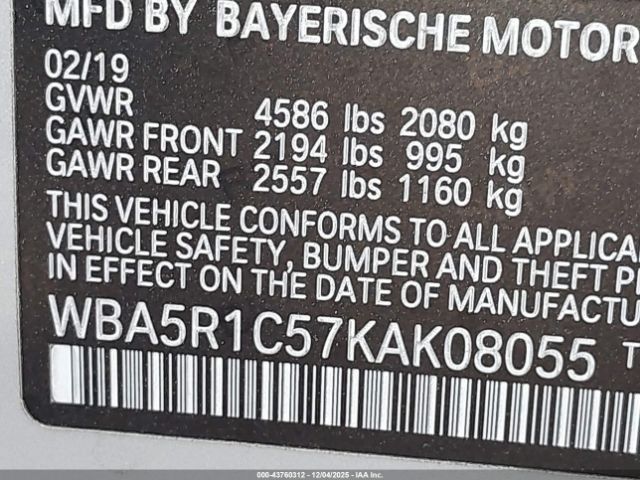 MFD BY BAYERISCHE MOTOR
02/19
GVWR 4586 lbs 2080 kg
GAWR FRONT 2194 lbs 995 kg
GAWR REAR 2557 lbs 1160 kg
THIS VEHICLE CONFORMS TO ALL APPLICA
VEHICLE SAFETY, BUMPER AND THEFT P
IN EFFECT ON THE DATE OF MANUFACTU
WBA5R1C57KAK08055 T
000-43760312 - 12/04/2025 - IAA Inc.